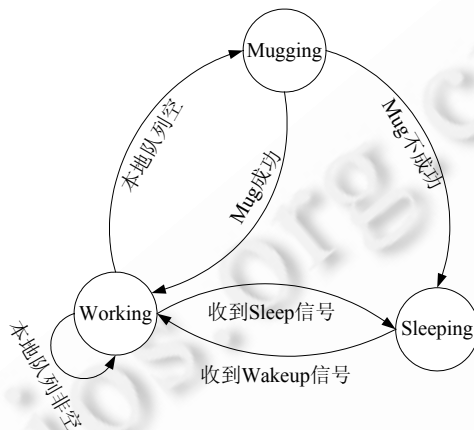 Mugging
本地队列空
Mug成功
Mug不成功
Working
收到Sleep信号
Sleeping
收到Wakeup信号
本地队列非空